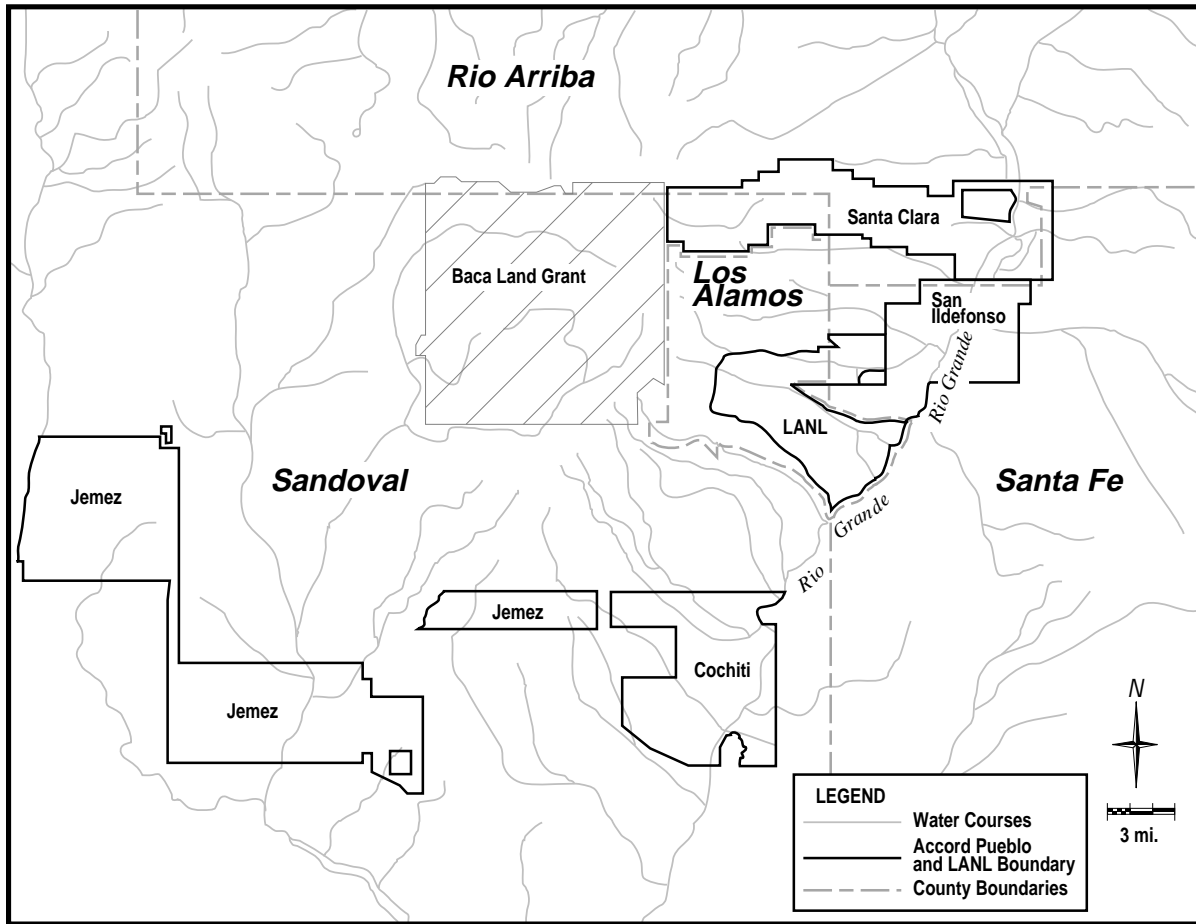 Rio Arriba
Santa Clara
Baca Land Grant
Los
Alamos
San
Ildefonso
Rio Grande
LANL
Sandoval
Santa Fe
Jemez
Grande
Rio
Jemez
Cochiti
Jemez
N
3 mi.
LEGEND
Water Courses
Accord Pueblo
and LANL Boundary
County Boundaries